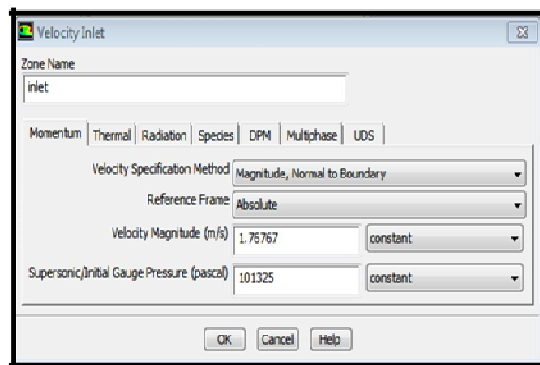 Velocity Inlet
Zone Name
inlet
Momentum Thermal Radiation Species DPM Multiphase UDS
Velocity Specification Method Magnitude, Normal to Boundary
Reference Frame Absolute
Velocity Magnitude (m/s) 1.76767 constant
Supersonic/Initial Gauge Pressure (pascal) 101325 constant
OK Cancel Help